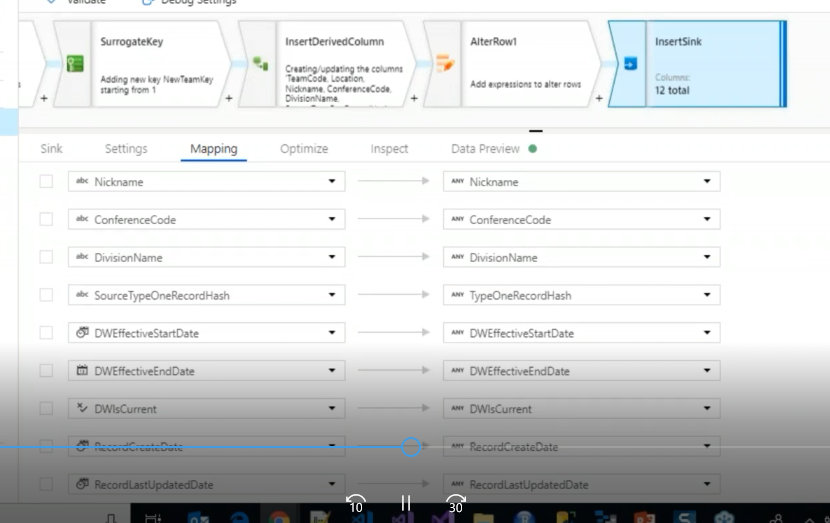 Validate Debug Settings
SurrogateKey
Adding new key NewTeamKey
starting from 1
+
InsertDerivedColumn
Creating/updating the columns
'TeamCode, Location,
Nickname, ConferenceCode,
DivisionName,
+
AlterRow1
Add expressions to alter rows
+
InsertSink
Columns:
12 total
+
Sink Settings Mapping Optimize Inspect Data Preview
abc Nickname ANY Nickname
abc ConferenceCode ANY ConferenceCode
abc DivisionName ANY DivisionName
abc SourceTypeOneRecordHash ANY TypeOneRecordHash
DWEffectiveStartDate ANY DWEffectiveStartDate
DWEffectiveEndDate ANY DWEffectiveEndDate
DWIsCurrent ANY DWIsCurrent
RecordCreateDate ANY RecordCreateDate
RecordLastUpdatedDate ANY RecordLastUpdatedDate
10 30